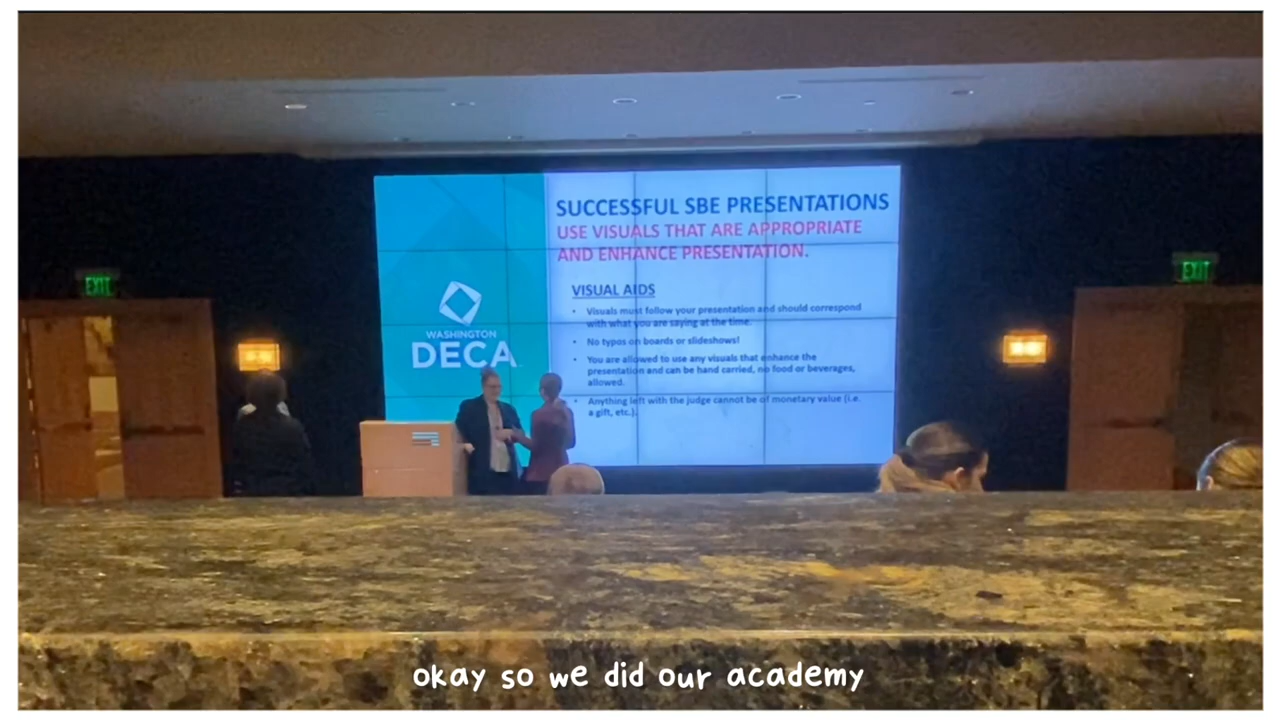 EXIT
EXIT
WASHINGTON
DECA
SUCCESSFUL SBE PRESENTATIONS
USE VISUALS THAT ARE APPROPRIATE
AND ENHANCE PRESENTATION.
VISUAL AIDS
• Visuals must follow your presentation and should correspond
with what you are saying at the time.
• No typos on boards or slideshows!
• You are allowed to use any visuals that enhance the
presentation and can be hand carried, no food or beverages,
allowed.
• Anything left with the judge cannot be of monetary value (i.e.
a gift, etc.).
okay so we did our academy